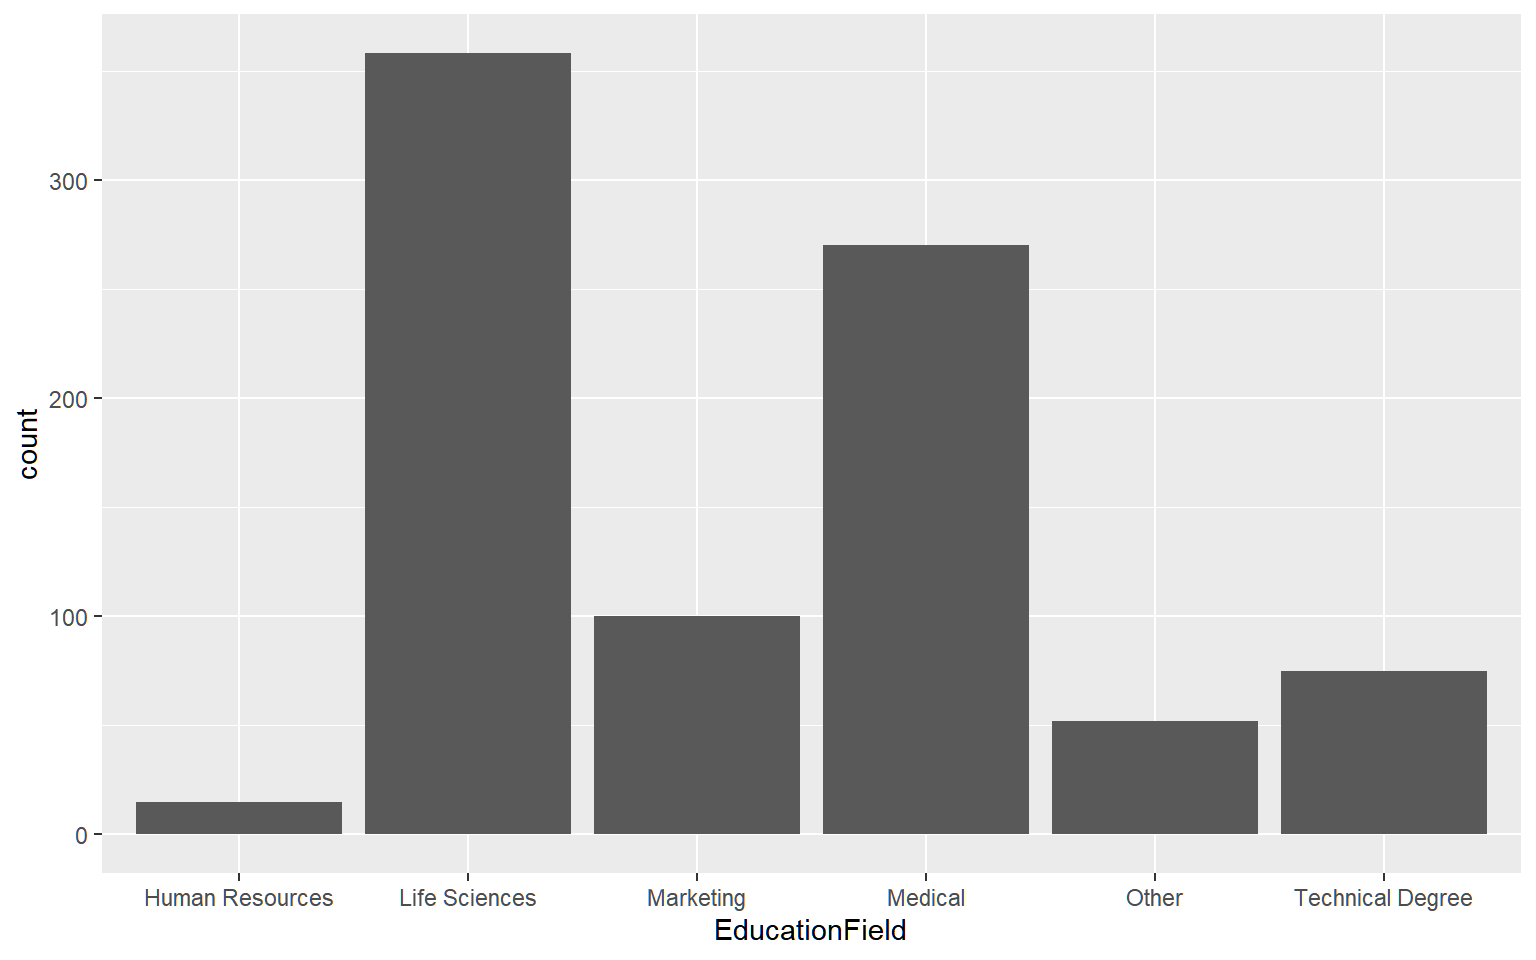 300
200
100
0
count
Human Resources
Life Sciences
Marketing
Medical
Other
Technical Degree
EducationField